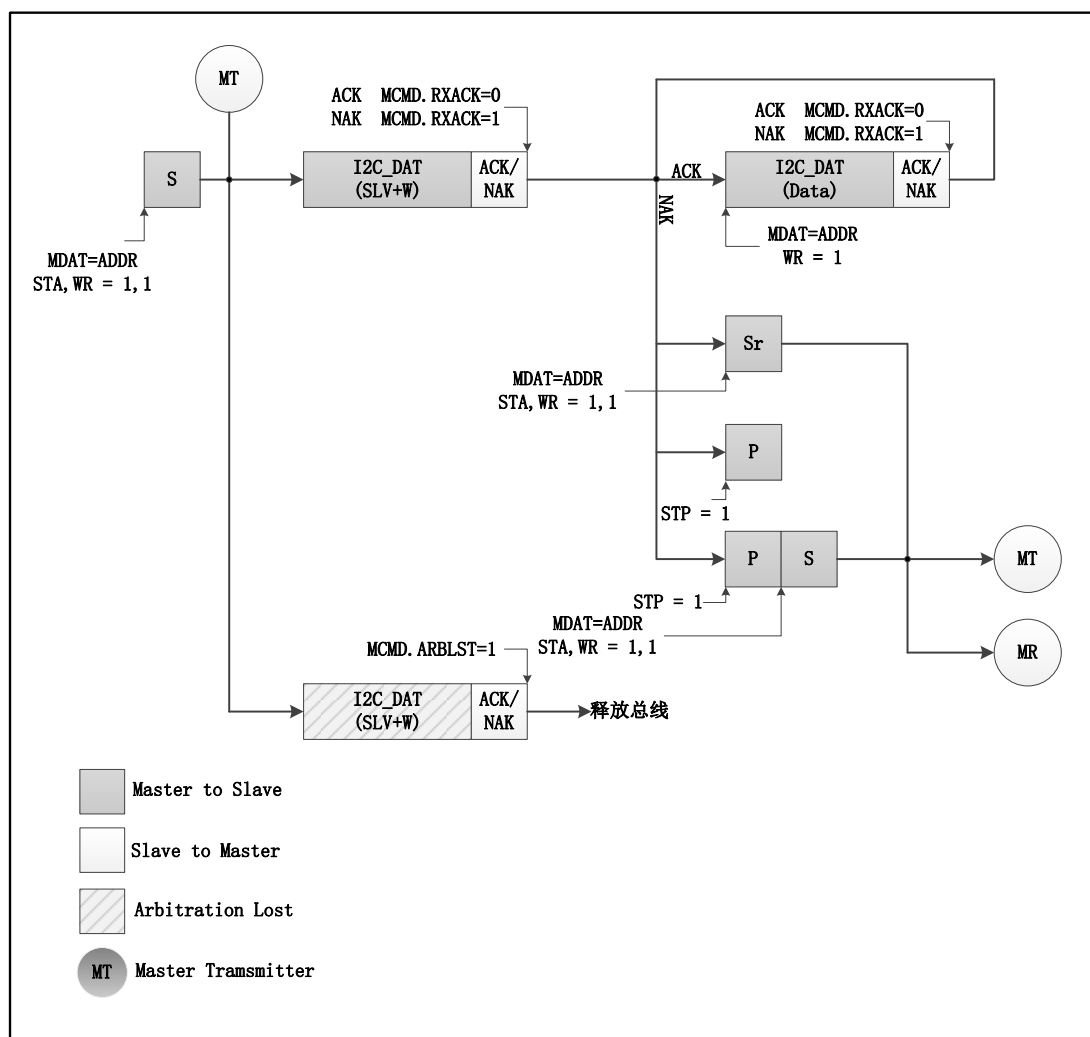 MT
ACK MCMD.RXACK=0
NAK MCMD.RXACK=1
ACK MCMD.RXACK=0
NAK MCMD.RXACK=1
S
I2C_DAT
(SLV+W)
ACK/
NAK
ACK
NAK
I2C_DAT
(Data)
ACK/
NAK
MDAT=ADDR
STA,WR = 1,1
MDAT=ADDR
WR = 1
Sr
MDAT=ADDR
STA,WR = 1,1
P
STP = 1
P
S
MT
STP = 1
MDAT=ADDR
STA,WR = 1,1
MR
MCMD.ARBLST=1
I2C_DAT
(SLV+W)
ACK/
NAK
释放总线
Master to Slave
Slave to Master
Arbitration Lost
MT
Master Tramsmitter